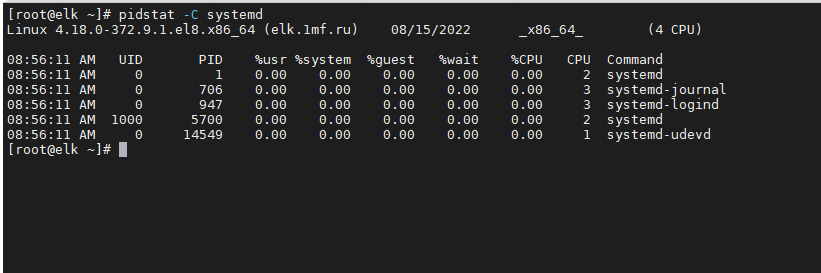 [root@elk ~]# pidstat -C systemd
Linux 4.18.0-372.9.1.el8.x86_64 (elk.1mf.ru)    08/15/2022      _x86_64_        (4 CPU)

08:56:11 AM   UID       PID    %usr %system  %guest   %wait    %CPU   CPU  Command
08:56:11 AM     0         1    0.00    0.00    0.00    0.00    0.00     2  systemd
08:56:11 AM     0       706    0.00    0.00    0.00    0.00    0.00     3  systemd-journal
08:56:11 AM     0       947    0.00    0.00    0.00    0.00    0.00     3  systemd-logind
08:56:11 AM  1000      5700    0.00    0.00    0.00    0.00    0.00     2  systemd
08:56:11 AM     0     14549    0.00    0.00    0.00    0.00    0.00     1  systemd-udevd
[root@elk ~]#